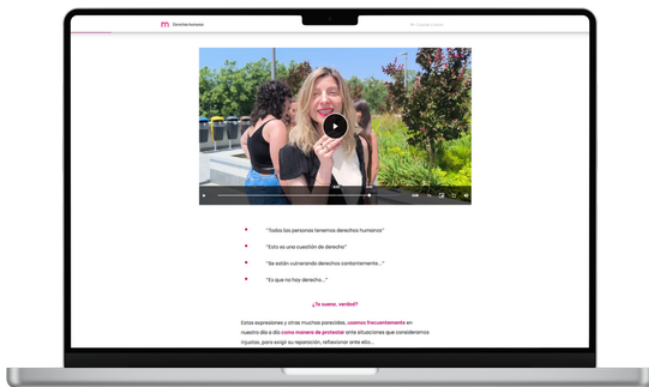 m Derechos humanos
"Todas las personas tenemos derechos humanos"
"Esto es una cuestión de derecho"
"Se están vulnerando derechos constantemente..."
"Es que no hay derecho..."
¿Te suena, verdad?
Estas expresiones y otras muchas parecidas, usamos frecuentemente en
nuestro día a día como manera de protestar ante situaciones que consideramos
injustas, para exigir su reparación, reflexionar ante ello...